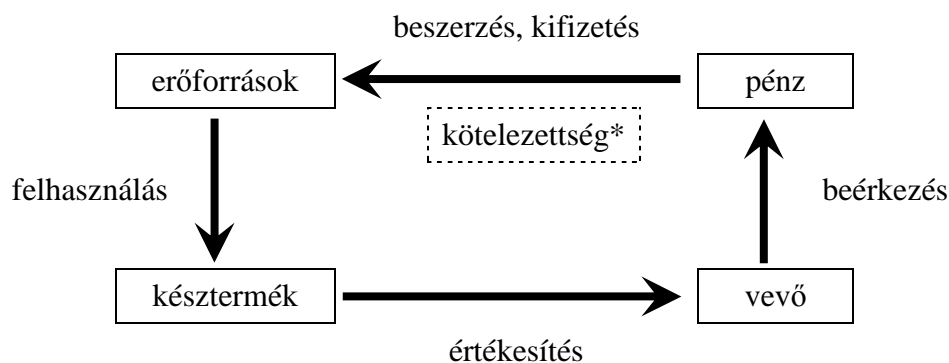 beszerzés, kifizetés
erőforrások
pénz
kötelezettség*
felhasználás
beérkezés
késztermék
vevő
értékesítés